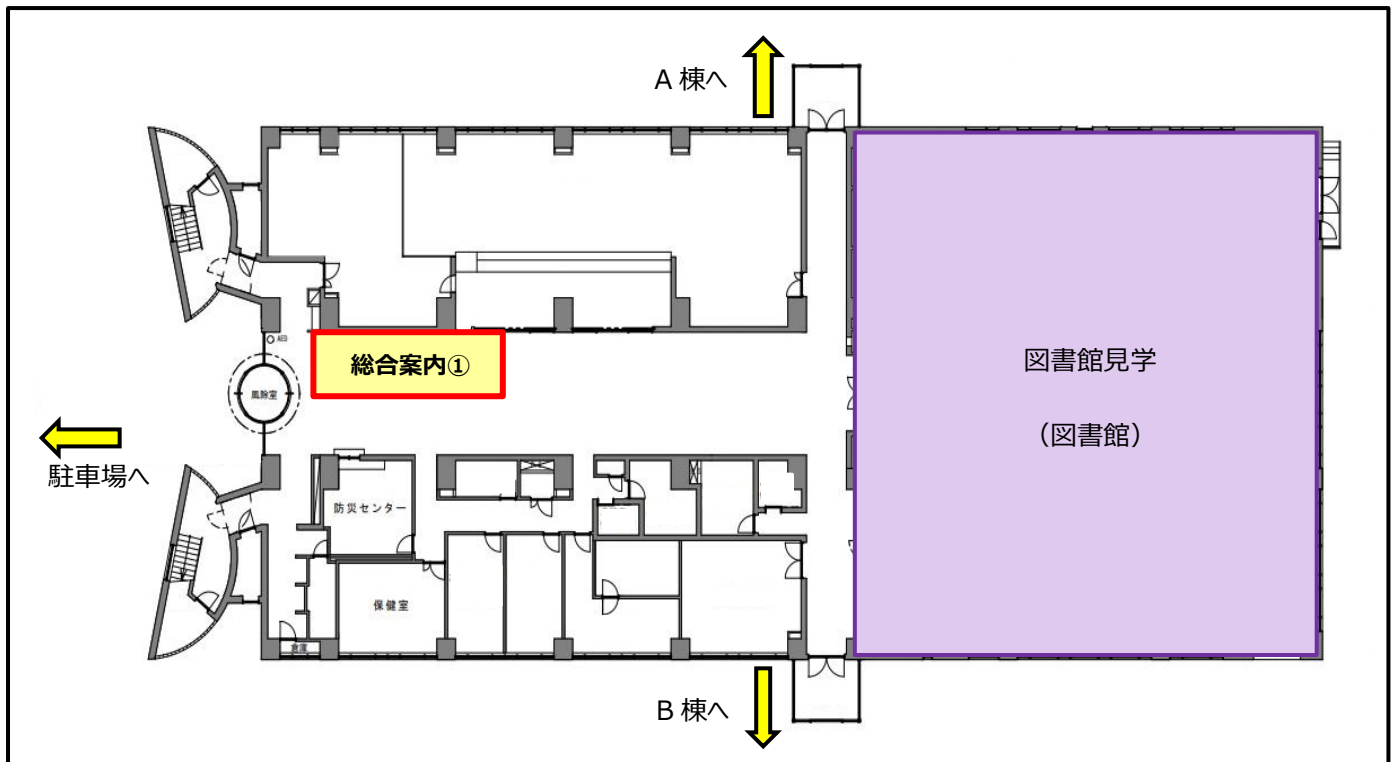 A 棟へ
AED
総合案内①
図書館見学
風除室
（図書館）
駐車場へ
防災センター
保健室
倉庫
B 棟へ